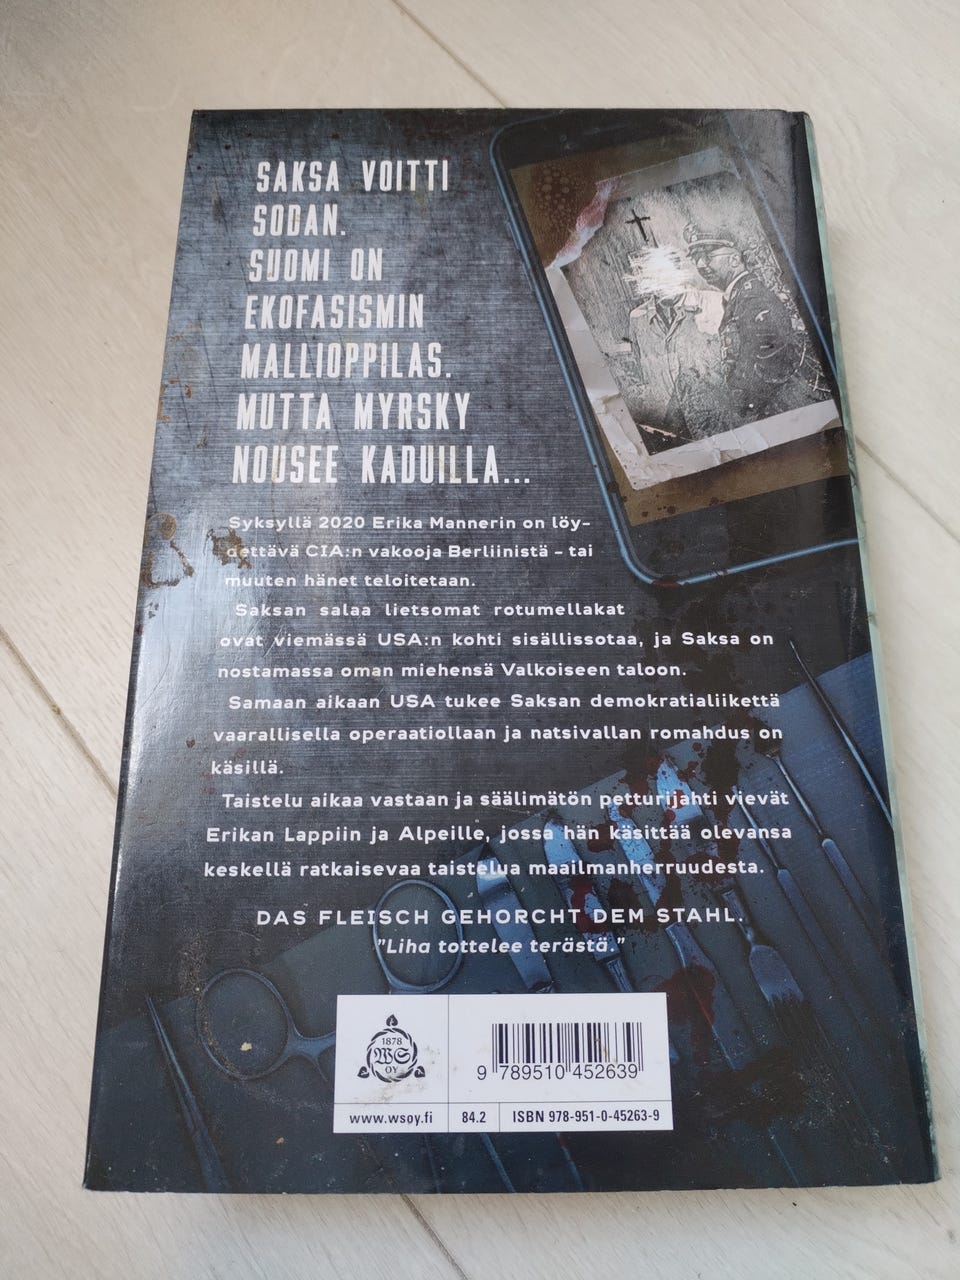 SAKSA VOITTI
SODAN.
SUOMI ON
EKOFASISMIN
MALLIOPPILAS.
MUTTA MYRSKY
NOUSEE KADUILLA...
Syksyllä 2020 Erika Mannerin on löy-
dettävä CIA:n vakooja Berliinistä – tai
muuten hänet teloitetaan.
Saksan salaa lietsomat rotumellakat
ovat viemässä USA:n kohti sisällissotaa, ja Saksa on
nostamassa oman miehensä Valkoiseen taloon.
Samaan aikaan USA tukee Saksan demokratialiikettä
vaarallisella operaatiollaan ja natsivallan romahdus on
käsillä.
Taistelu aikaa vastaan ja säälimätön petturijahti vievät
Erikan Lappiin ja Alpeille, jossa hän käsittää olevansa
keskellä ratkaisevaa taistelua maailmanherruudesta.
DAS FLEISCH GEHORCHT DEM STAHL.
"Liha tottelee terästä."
1878
WS
OY
9 789510 452639
www.wsoy.fi
84.2
ISBN 978-951-0-45263-9